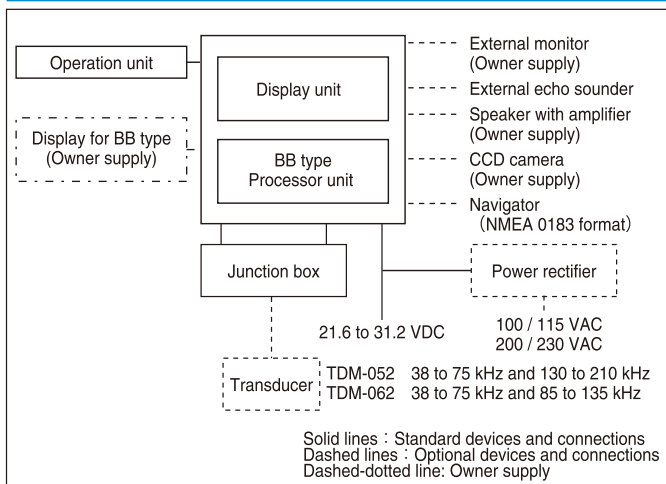 Operation unit
Display for BB type
(Owner supply)
Display unit
BB type
Processor unit
External monitor
(Owner supply)
External echo sounder
Speaker with amplifier
(Owner supply)
CCD camera
(Owner supply)
Navigator
（NMEA 0183 format）
Junction box
Power rectifier
21.6 to 31.2 VDC
100 / 115 VAC
200 / 230 VAC
Transducer
TDM-052 38 to 75 kHz and 130 to 210 kHz
TDM-062 38 to 75 kHz and 85 to 135 kHz
Solid lines：Standard devices and connections
Dashed lines：Optional devices and connections
Dashed-dotted line: Owner supply